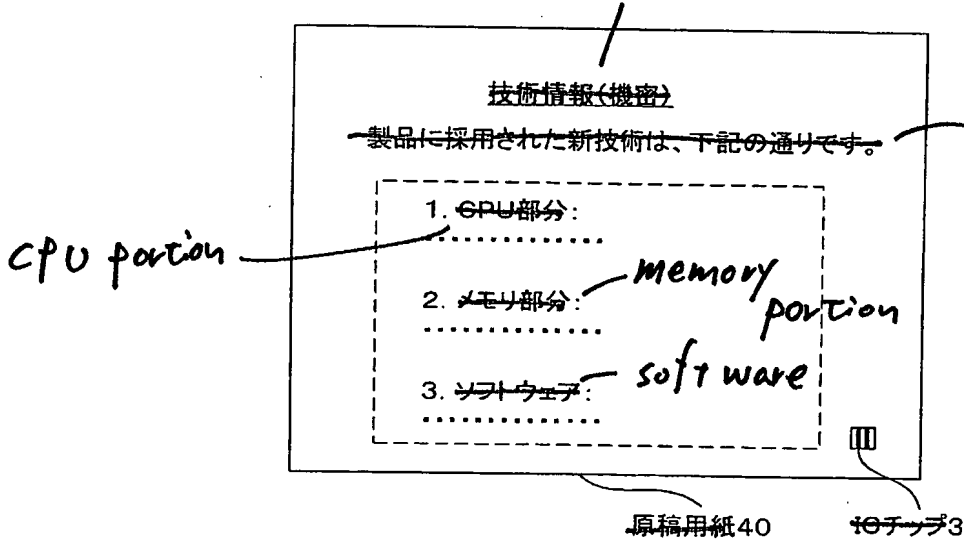 技術情報(機密)
製品に採用された新技術は、下記の通りです。
1. CPU部分:
CPU portion
2. メモリ部分:
memory
portion
3. ソフトウェア:
software
原稿用紙40
ICチップ3